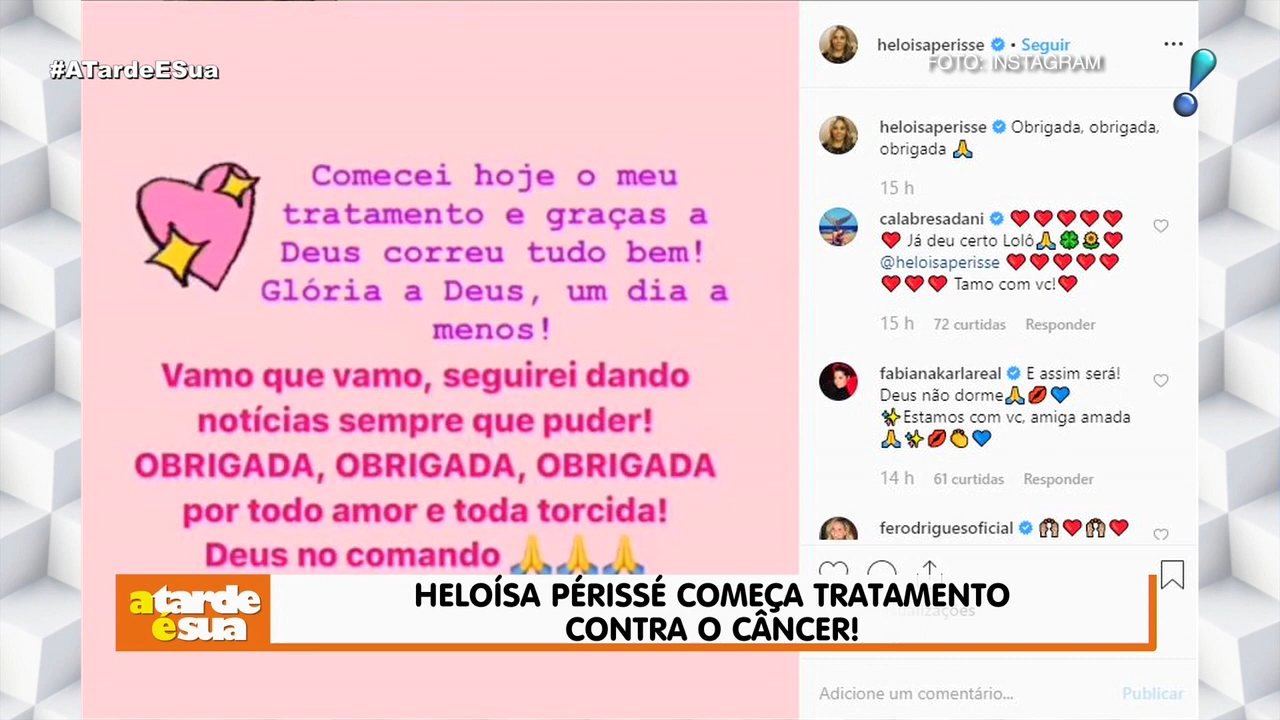 #ATardeESua
Comecei hoje o meu
tratamento e graças a
Deus correu tudo bem!
Glória a Deus, um dia a
menos!
Vamo que vamo, seguirei dando
notícias sempre que puder!
OBRIGADA, OBRIGADA, OBRIGADA
por todo amor e toda torcida!
Deus no comando 🙏🙏🙏
heloisaperisse • Seguir
FOTO: INSTAGRAM
heloisaperisse Obrigada, obrigada,
obrigada 🙏
15 h
calabresadani ❤️❤️❤️❤️❤️
❤️ Já deu certo Lolô🙏🍀🌻❤️
@heloisaperisse ❤️❤️❤️❤️❤️
❤️❤️❤️ Tamo com vc!❤️
15 h 72 curtidas Responder
fabianakarlareal E assim será!
Deus não dorme🙏💋💙
✨Estamos com vc, amiga amada
🙏✨💋👏💙
14 h 61 curtidas Responder
ferodriguesoficial 🙌❤️🙌❤️
Adicione um comentário... Publicar
a tarde
é sua
HELOÍSA PÉRISSÉ COMEÇA TRATAMENTO
CONTRA O CÂNCER!